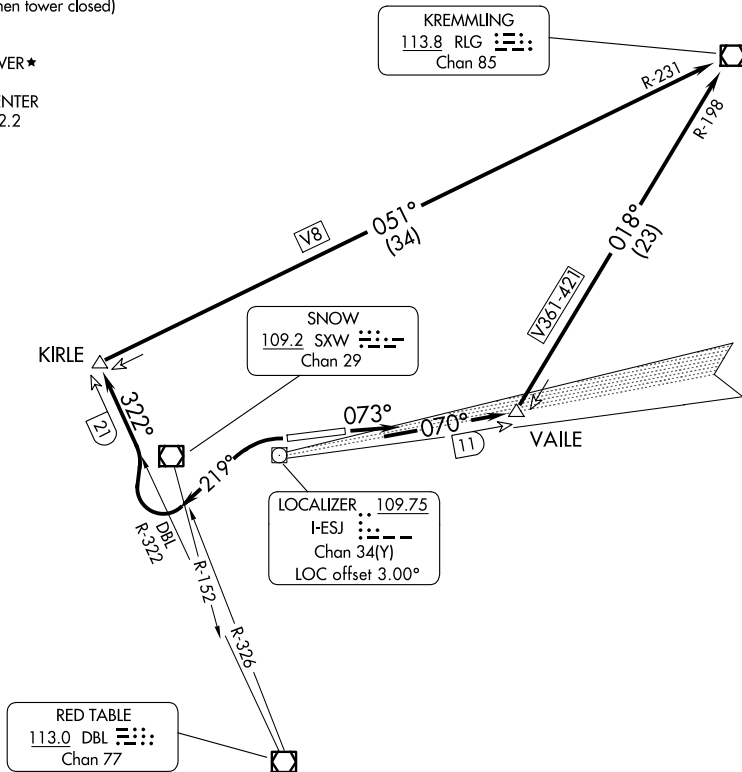 en tower closed)
VER★
NTER
2.2
KREMMLING
113.8 RLG
Chan 85
R-231
R-198
V8
051°
(34)
018°
(23)
V361-421
SNOW
109.2 SXW
Chan 29
KIRLE
21
322°
073°
070°
11
VAILE
219°
LOCALIZER 109.75
I-ESJ
Chan 34(Y)
LOC offset 3.00°
DBL
R-322
R-152
R-326
RED TABLE
113.0 DBL
Chan 77